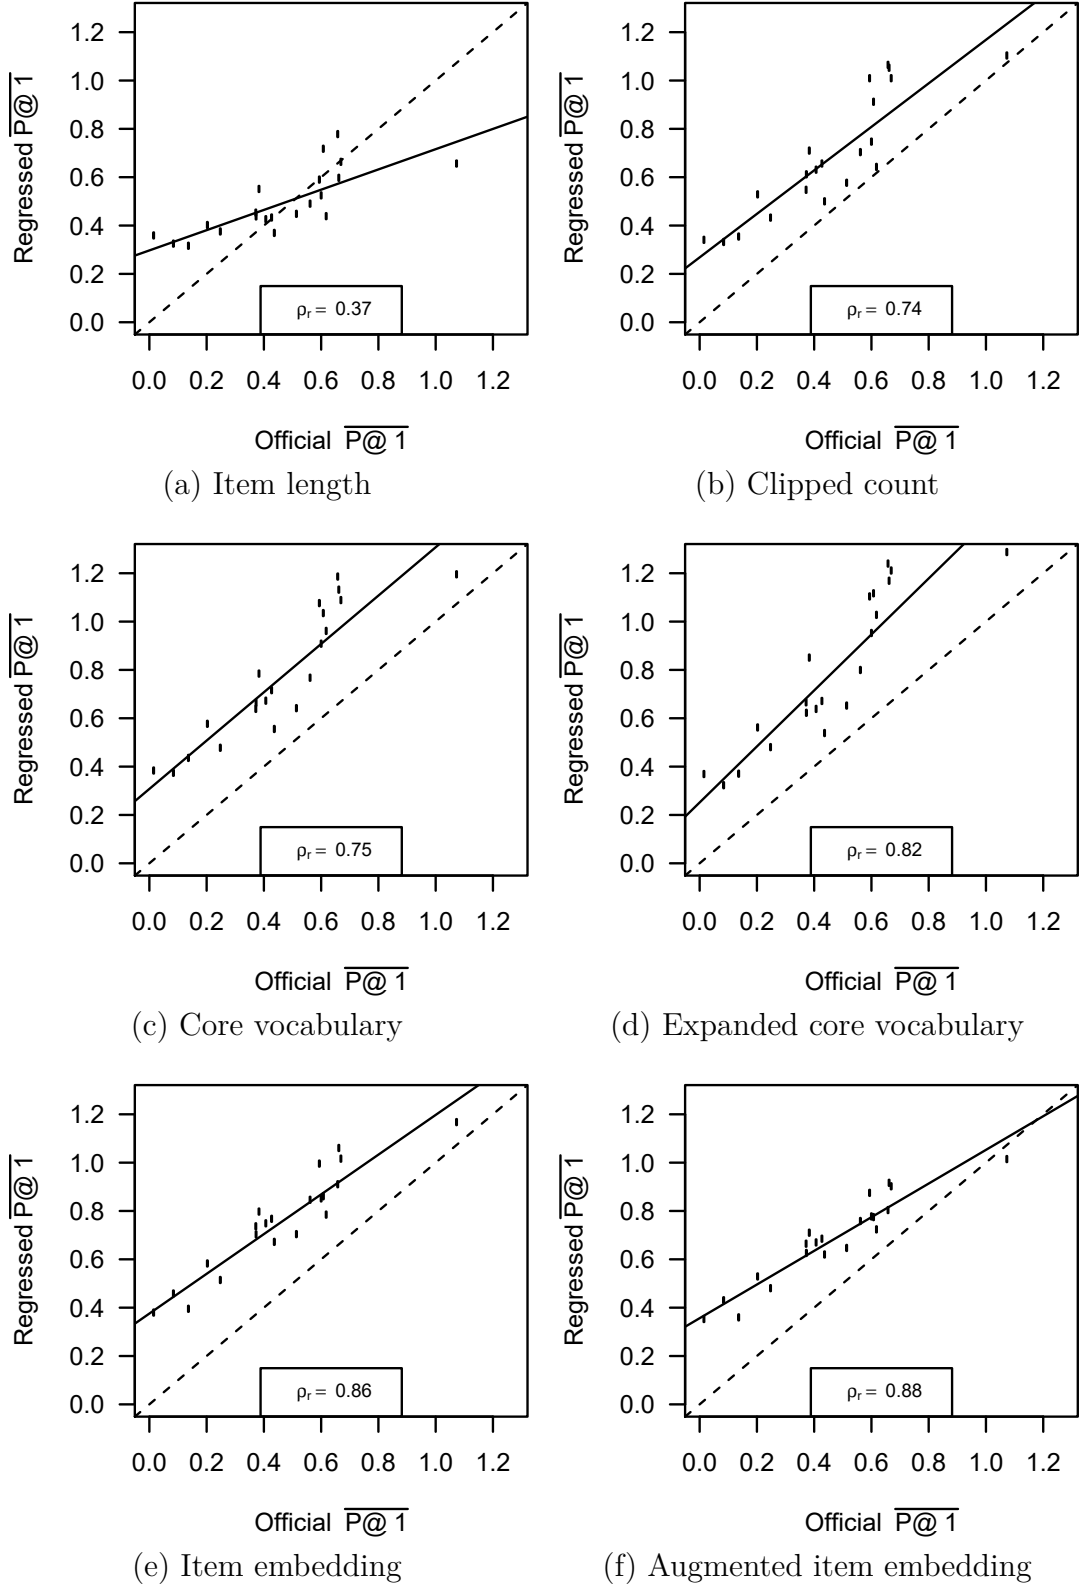 1.2
1.0
0.8
0.6
0.4
0.2
0.0
Regressed P@ 1
ρr = 0.37
0.0 0.2 0.4 0.6 0.8 1.0 1.2
Official P@ 1
(a) Item length
1.2
1.0
0.8
0.6
0.4
0.2
0.0
Regressed P@ 1
ρr = 0.74
0.0 0.2 0.4 0.6 0.8 1.0 1.2
Official P@ 1
(b) Clipped count
1.2
1.0
0.8
0.6
0.4
0.2
0.0
Regressed P@ 1
ρr = 0.75
0.0 0.2 0.4 0.6 0.8 1.0 1.2
Official P@ 1
(c) Core vocabulary
1.2
1.0
0.8
0.6
0.4
0.2
0.0
Regressed P@ 1
ρr = 0.82
0.0 0.2 0.4 0.6 0.8 1.0 1.2
Official P@ 1
(d) Expanded core vocabulary
1.2
1.0
0.8
0.6
0.4
0.2
0.0
Regressed P@ 1
ρr = 0.86
0.0 0.2 0.4 0.6 0.8 1.0 1.2
Official P@ 1
(e) Item embedding
1.2
1.0
0.8
0.6
0.4
0.2
0.0
Regressed P@ 1
ρr = 0.88
0.0 0.2 0.4 0.6 0.8 1.0 1.2
Official P@ 1
(f) Augmented item embedding